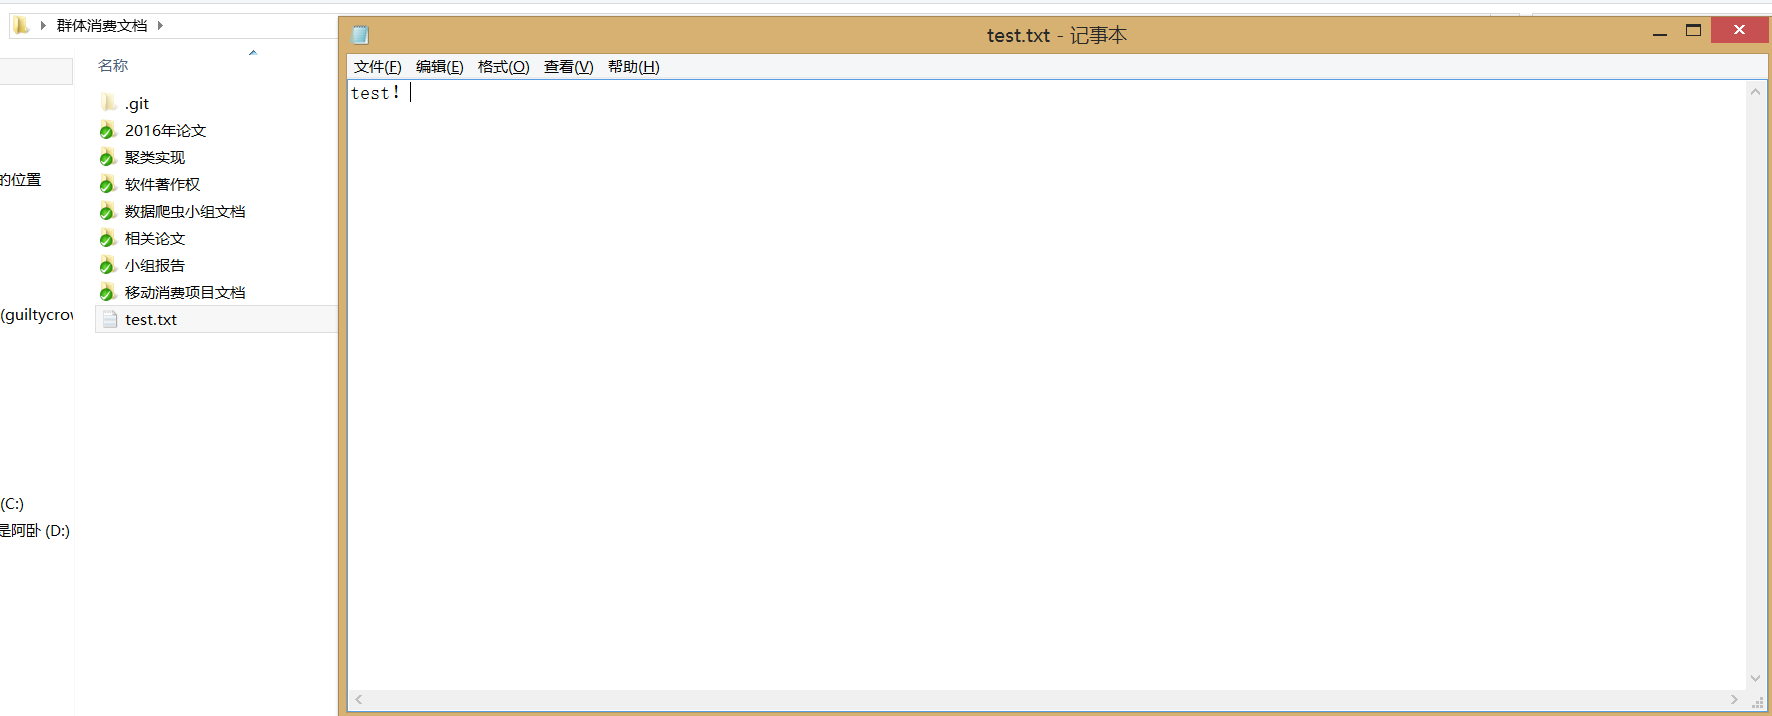 群体消费文档
名称
.git
2016年论文
聚类实现
软件著作权
数据爬虫小组文档
相关论文
小组报告
移动消费项目文档
test.txt
的位置
(guiltycrov
(C:)
是阿卧 (D:)
test.txt - 记事本
文件(F) 编辑(E) 格式(O) 查看(V) 帮助(H)
test！